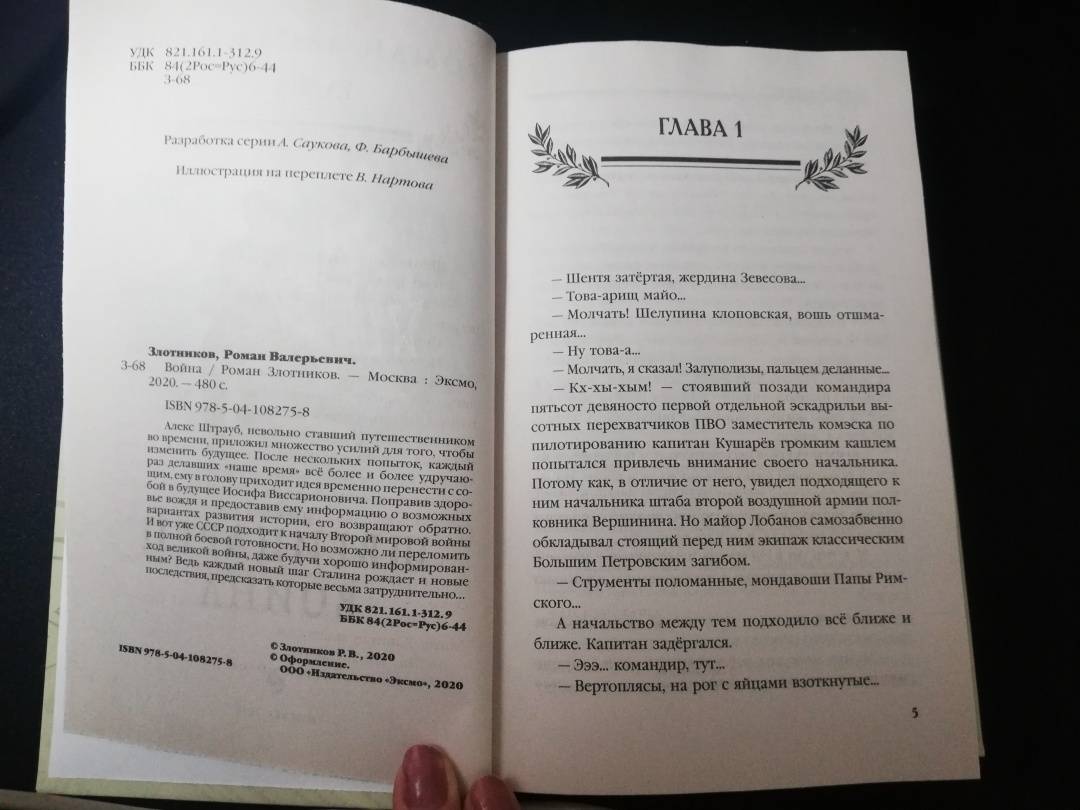 УДК 821.161.1-312.9
ББК 84(2Рос=Рус)6-44
З-68
Разработка серии А. Саукова, Ф. Барбышева
Иллюстрация на переплете В. Нартова
Злотников, Роман Валерьевич.
З-68 Война / Роман Злотников. — Москва : Эксмо,
2020. — 480 с.
ISBN 978-5-04-108275-8
Алекс Штрауб, невольно ставший путешественником
во времени, приложил множество усилий для того, чтобы
изменить будущее. После нескольких попыток, каждый
раз делавших «наше время» всё более и более удручаю-
щим, ему в голову приходит идея временно перенести с со-
бой в будущее Иосифа Виссарионовича. Поправив здоро-
вье вождя и предоставив ему информацию о возможных
вариантах развития истории, его возвращают обратно.
И вот уже СССР подходит к началу Второй мировой войны
в полной боевой готовности. Но возможно ли переломить
ход великой войны, даже будучи хорошо информирован-
ным? Ведь каждый новый шаг Сталина рождает и новые
последствия, предсказать которые весьма затруднительно...
УДК 821.161.1-312.9
ББК 84(2Рос=Рус)6-44
© Злотников Р. В., 2020
© Оформление.
ISBN 978-5-04-108275-8 ООО «Издательство «Эксмо», 2020
ГЛАВА 1
— Шентя затёртая, жердина Зевесова...
— Това-арищ майо...
— Молчать! Шелупина клоповская, вошь отшма-
ренная...
— Ну това-а...
— Молчать, я сказал! Залуполизы, пальцем деланные...
— Кх-хы-хым! — стоявший позади командира
пятьсот девяносто первой отдельной эскадрильи вы-
сотных перехватчиков ПВО заместитель комэска по
пилотированию капитан Кушарёв громким кашлем
попытался привлечь внимание своего начальника.
Потому как, в отличие от него, увидел подходящего к
ним начальника штаба второй воздушной армии пол-
ковника Вершинина. Но майор Лобанов самозабвенно
обкладывал стоящий перед ним экипаж классическим
Большим Петровским загибом.
— Струменты поломанные, мондавоши Папы Рим-
ского...
А начальство между тем подходило всё ближе и
ближе. Капитан задёргался.
— Эээ... командир, тут...
— Вертоплясы, на рог с яйцами взоткнутые...
5